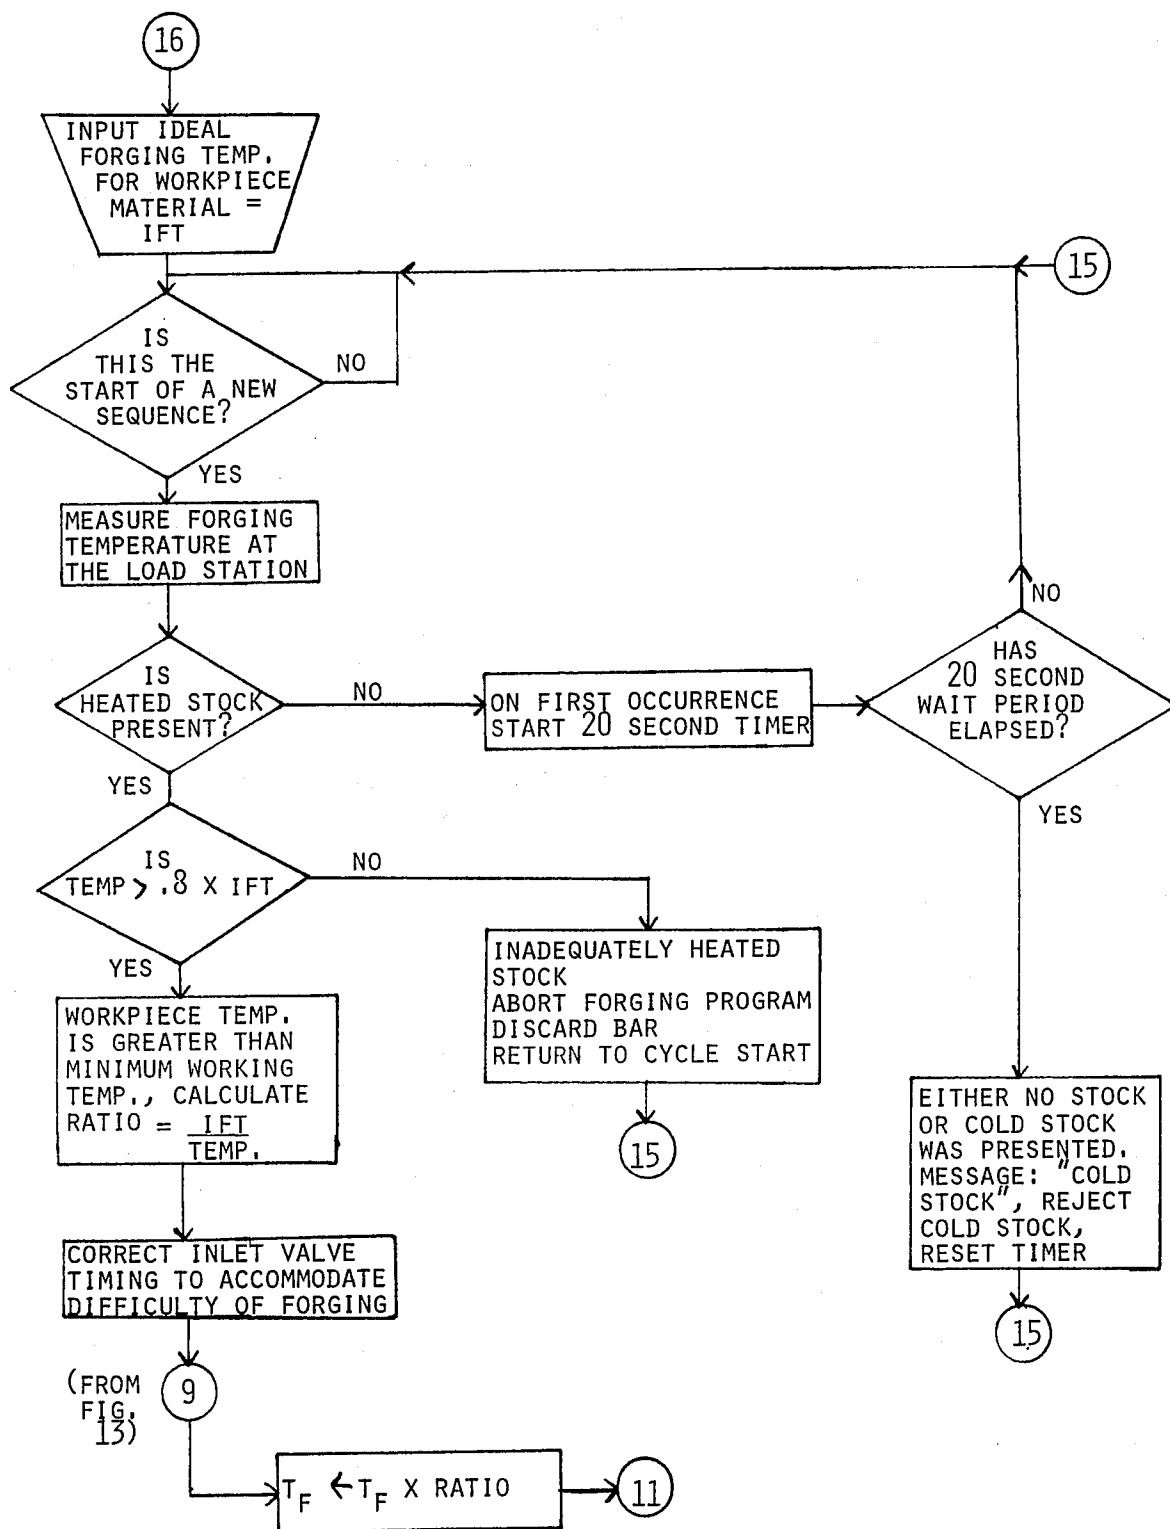 16
INPUT IDEAL
FORGING TEMP.
FOR WORKPIECE
MATERIAL =
IFT
15
IS
THIS THE
START OF A NEW
SEQUENCE?
NO
YES
MEASURE FORGING
TEMPERATURE AT
THE LOAD STATION
IS
HEATED STOCK
PRESENT?
NO
YES
ON FIRST OCCURRENCE
START 20 SECOND TIMER
HAS
20 SECOND
WAIT PERIOD
ELAPSED?
NO
YES
IS
TEMP > .8 X IFT
NO
YES
INADEQUATELY HEATED
STOCK
ABORT FORGING PROGRAM
DISCARD BAR
RETURN TO CYCLE START
15
WORKPIECE TEMP.
IS GREATER THAN
MINIMUM WORKING
TEMP., CALCULATE
RATIO = IFT
TEMP.
EITHER NO STOCK
OR COLD STOCK
WAS PRESENTED.
MESSAGE: "COLD
STOCK", REJECT
COLD STOCK,
RESET TIMER
15
CORRECT INLET VALVE
TIMING TO ACCOMMODATE
DIFFICULTY OF FORGING
(FROM
FIG.
13)
9
TF ← TF X RATIO
11